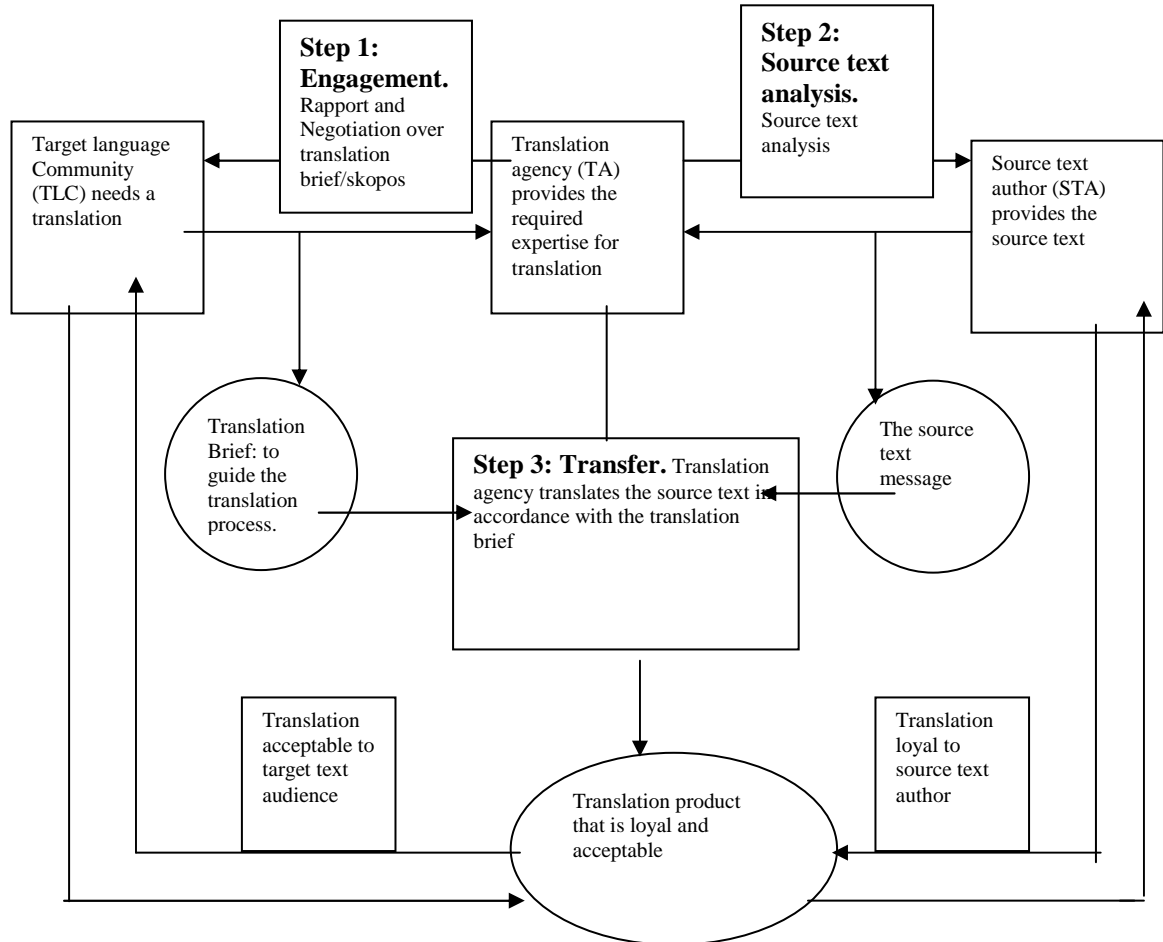 Step 1:
Engagement.
Rapport and
Negotiation over
translation
brief/skopos
Step 2:
Source text
analysis.
Source text
analysis
Target language
Community
(TLC) needs a
translation
Translation
agency (TA)
provides the
required
expertise for
translation
Source text
author (STA)
provides the
source text
Translation
Brief: to
guide the
translation
process.
Step 3: Transfer. Translation
agency translates the source text in
accordance with the translation
brief
The source
text
message
Translation
acceptable to
target text
audience
Translation product
that is loyal and
acceptable
Translation
loyal to
source text
author